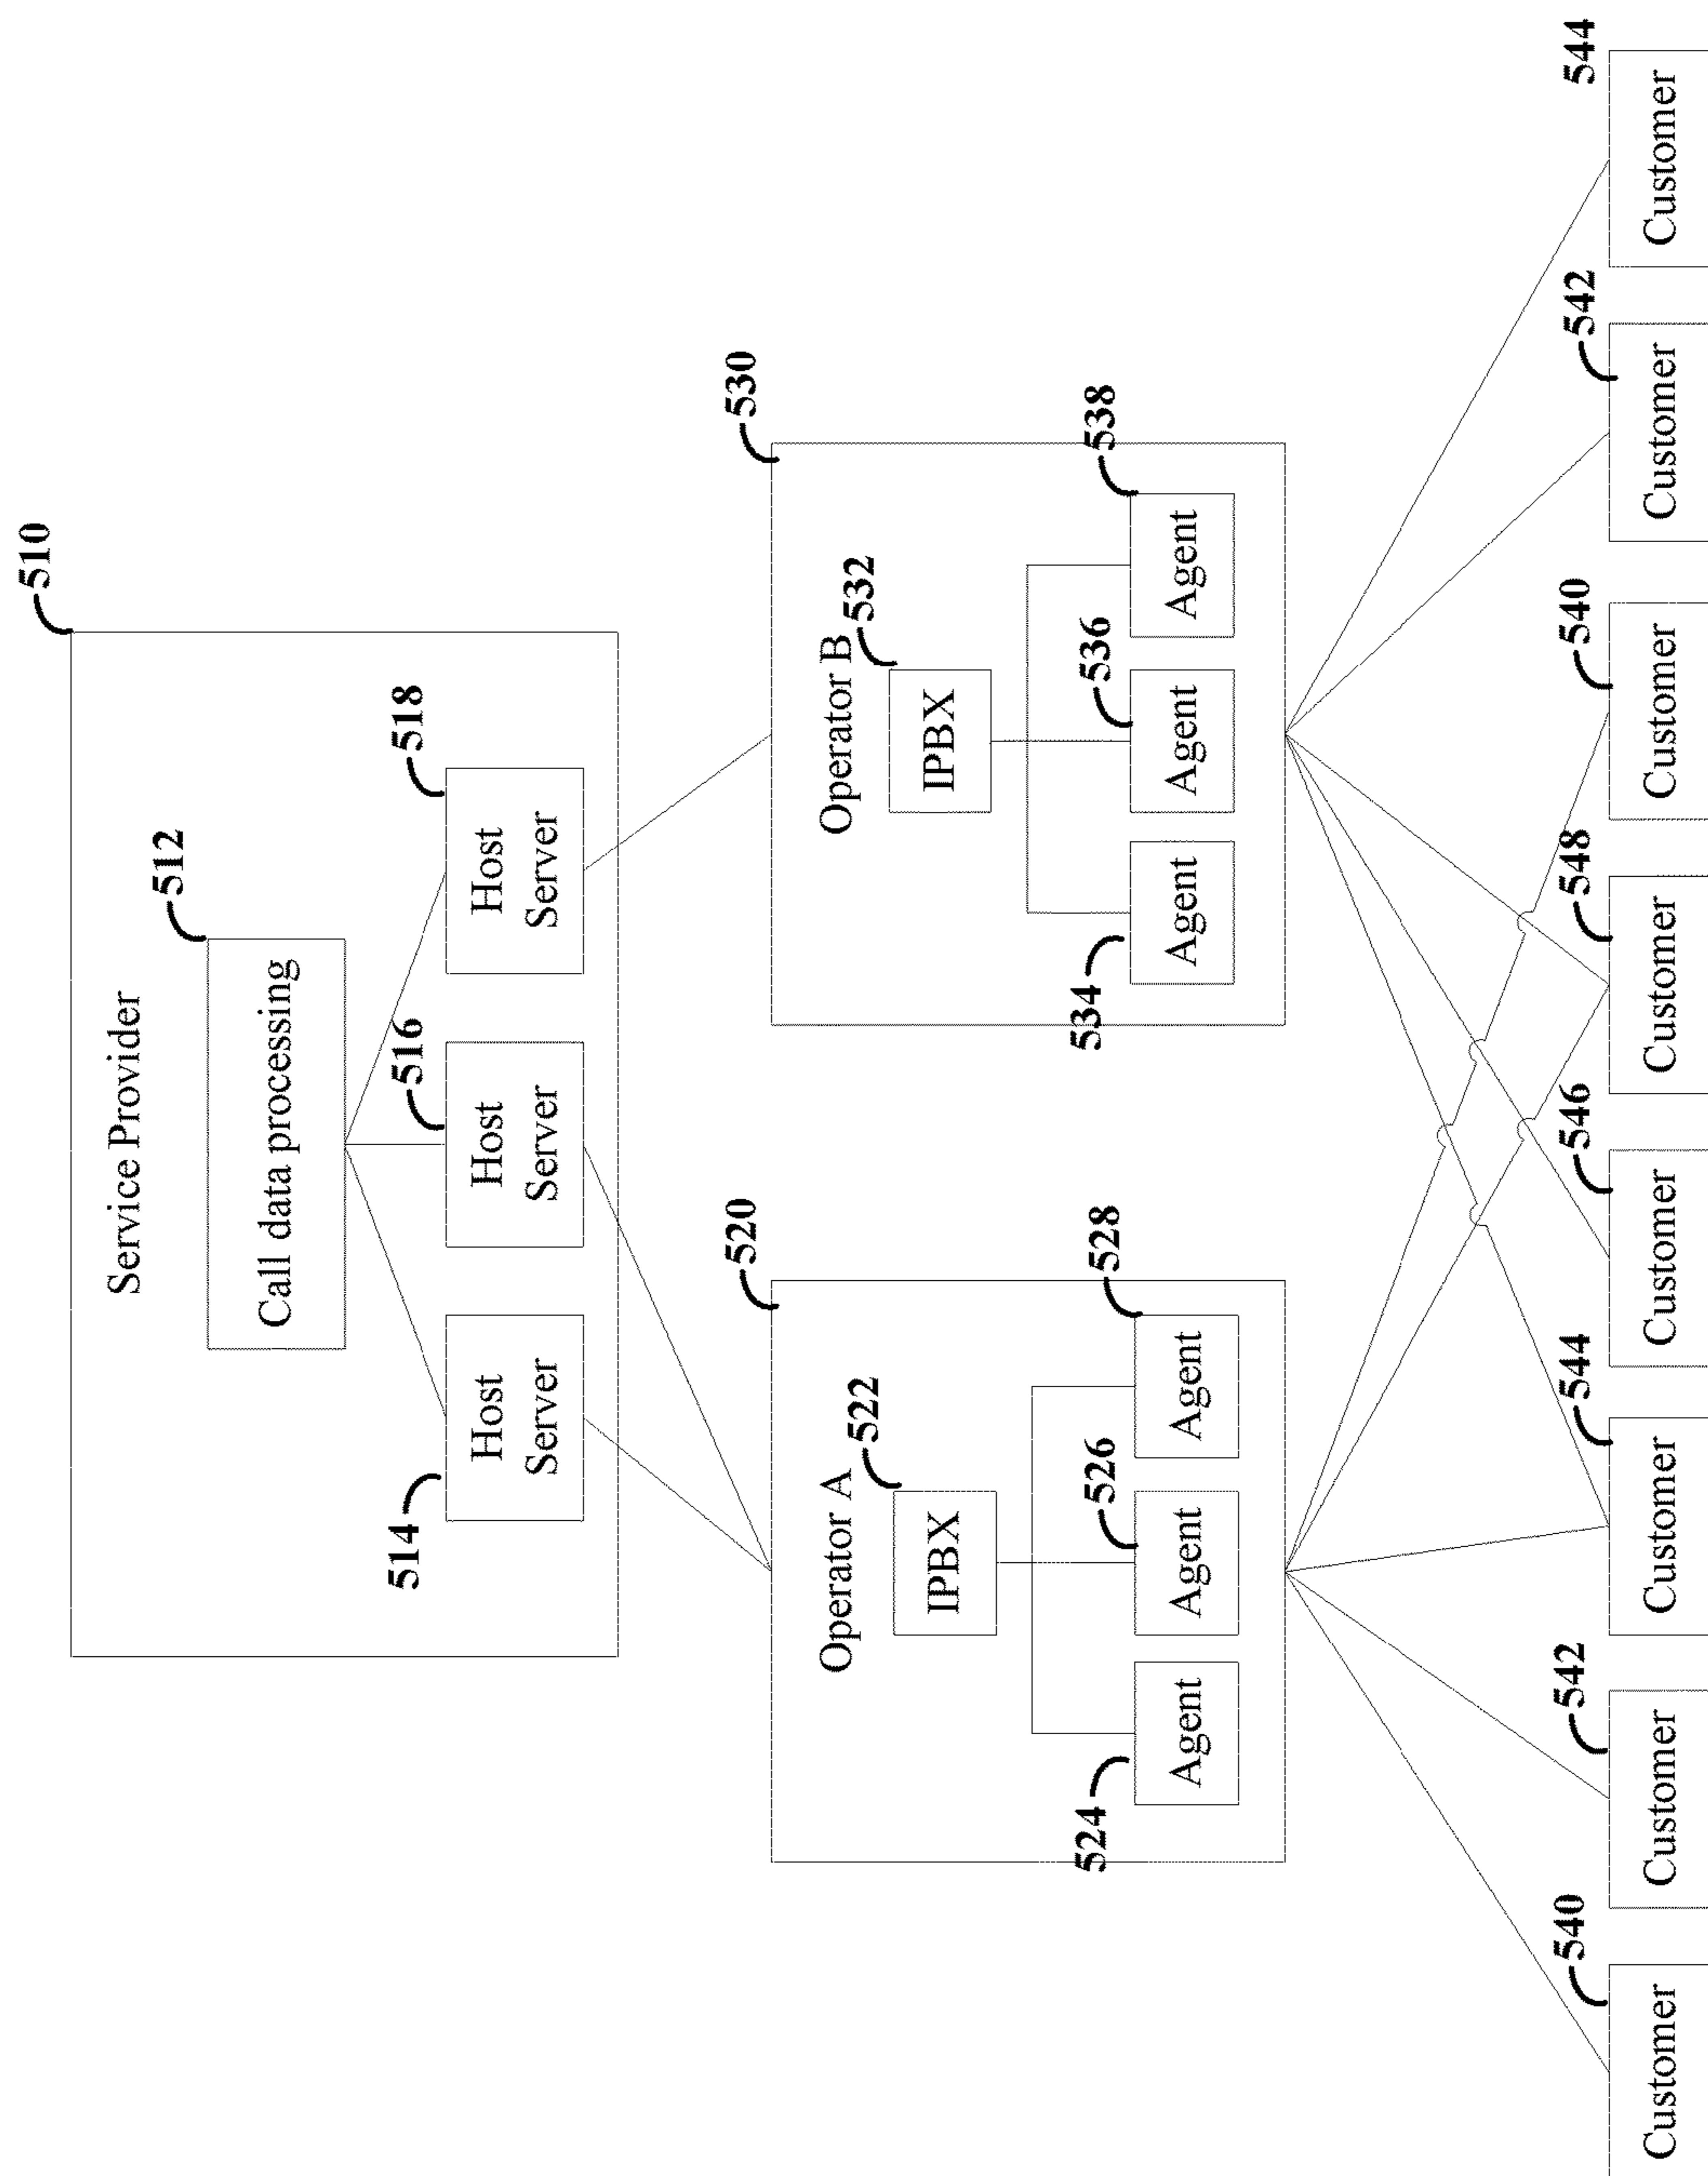 510
Service Provider
512
Call data processing
514
516
518
Host
Server
Host
Server
Host
Server
520
530
Operator A
Operator B
522
532
IPBX
IPBX
524
526
528
534
536
538
Agent
Agent
Agent
Agent
Agent
Agent
540
542
544
546
548
540
542
544
Customer
Customer
Customer
Customer
Customer
Customer
Customer
Customer